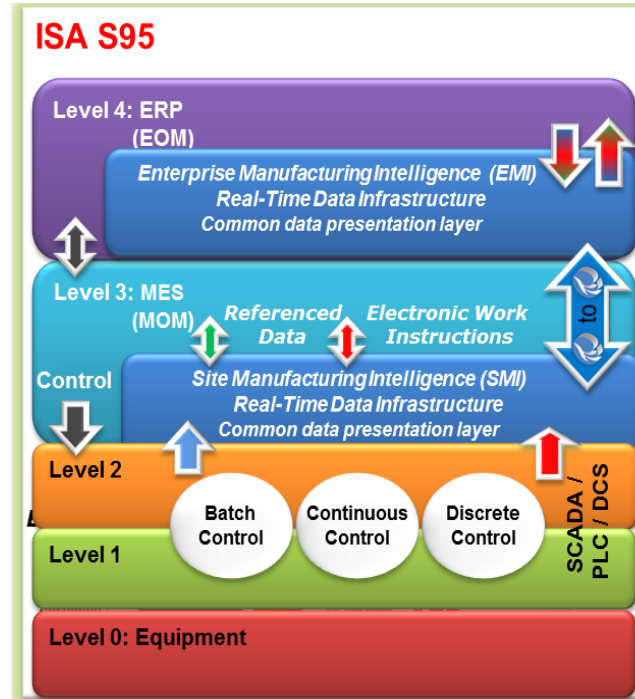 ISA S95
Level 4: ERP
(EOM)
Enterprise Manufacturing Intelligence (EMI)
Real-Time Data Infrastructure
Common data presentation layer
Level 3: MES
(MOM)
Referenced
Data
Electronic Work
Instructions
to
Control
Site Manufacturing Intelligence (SMI)
Real-Time Data Infrastructure
Common data presentation layer
Level 2
Batch
Control
Continuous
Control
Discrete
Control
SCADA /
PLC / DCS
Level 1
Level 0: Equipment